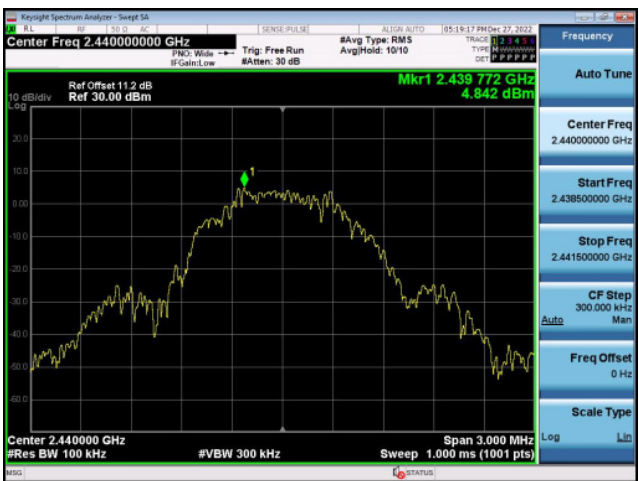 Keysight Spectrum Analyzer - Swept SA
RL RF 50 Ω AC SENSE:PULSE ALIGN AUTO 05:19:17 PM Dec 27, 2022
Center Freq 2.440000000 GHz
PNO: Wide
IFGain:Low
Trig: Free Run
#Atten: 30 dB
#Avg Type: RMS
Avg|Hold: 10/10
TRACE 1 2 3 4 5 6
TYPE M WWWWW
DET P P P P P P
Ref Offset 11.2 dB
10 dB/div Ref 30.00 dBm
Log
Mkr1 2.439 772 GHz
4.842 dBm
20.0
10.0
1
0.00
-10.0
-20.0
-30.0
-40.0
-50.0
-60.0
Center 2.440000 GHz
#Res BW 100 kHz
#VBW 300 kHz
Span 3.000 MHz
Sweep 1.000 ms (1001 pts)
MSG
STATUS
Frequency
Auto Tune
Center Freq
2.440000000 GHz
Start Freq
2.438500000 GHz
Stop Freq
2.441500000 GHz
CF Step
300.000 kHz
Auto Man
Freq Offset
0 Hz
Scale Type
Log Lin